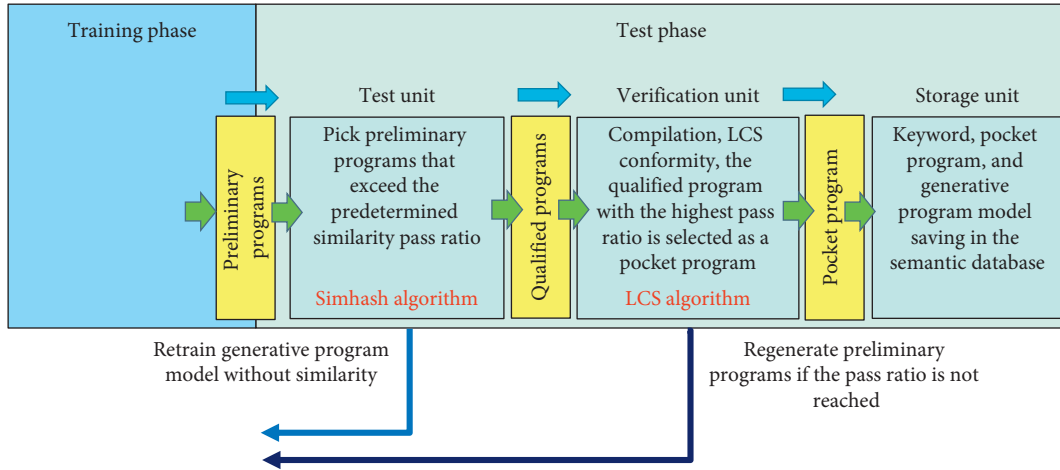 Training phase
Test phase
Test unit
Verification unit
Storage unit
Preliminary
programs
Pick preliminary
programs that
exceed the
predetermined
similarity pass ratio
Simhash algorithm
Qualified programs
Compilation, LCS
conformity, the
qualified program
with the highest pass
ratio is selected as a
pocket program
LCS algorithm
Pocket program
Keyword, pocket
program, and
generative
program model
saving in the
semantic database
Retrain generative program
model without similarity
Regenerate preliminary
programs if the pass ratio is not
reached